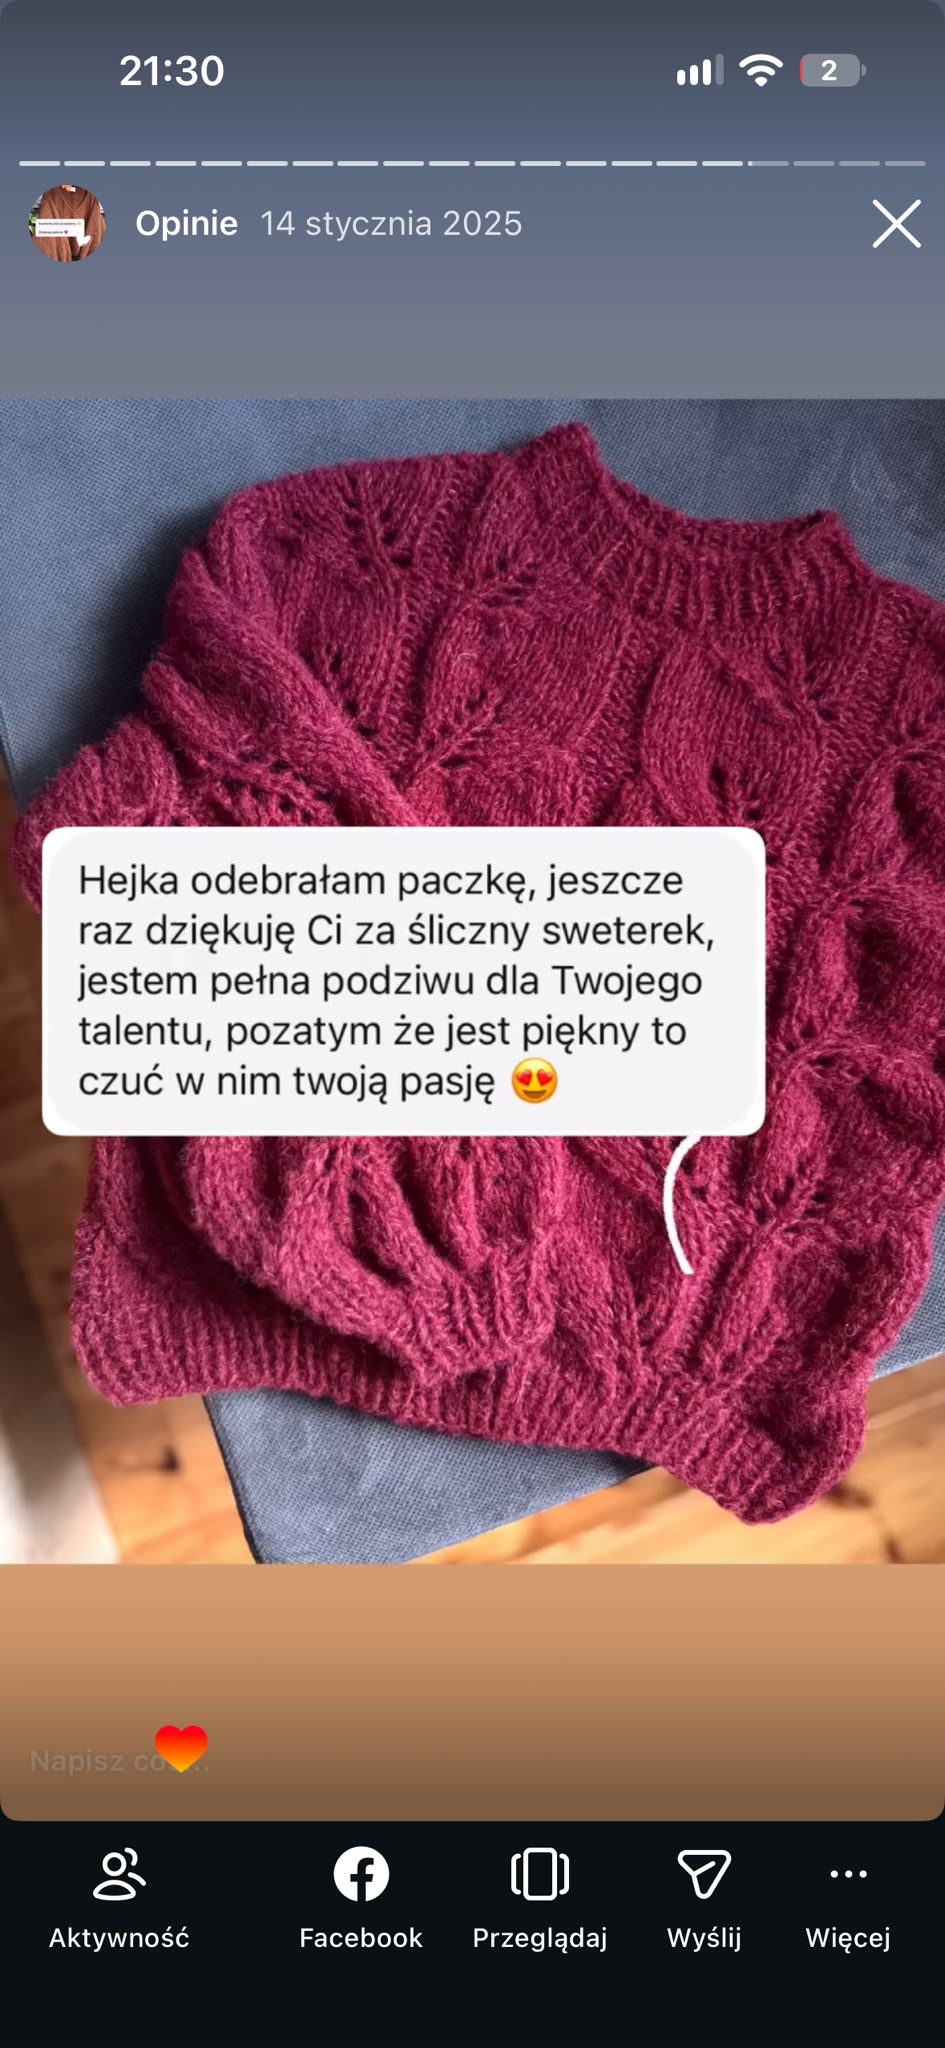 21:30
2
Opinie 14 stycznia 2025
Hejka odebrałam paczkę, jeszcze
raz dziękuję Ci za śliczny sweterek,
jestem pełna podziwu dla Twojego
talentu, pozatym że jest piękny to
czuć w nim twoją pasję 😍
Napisz
Aktywność Facebook Przeglądaj Wyślij Więcej